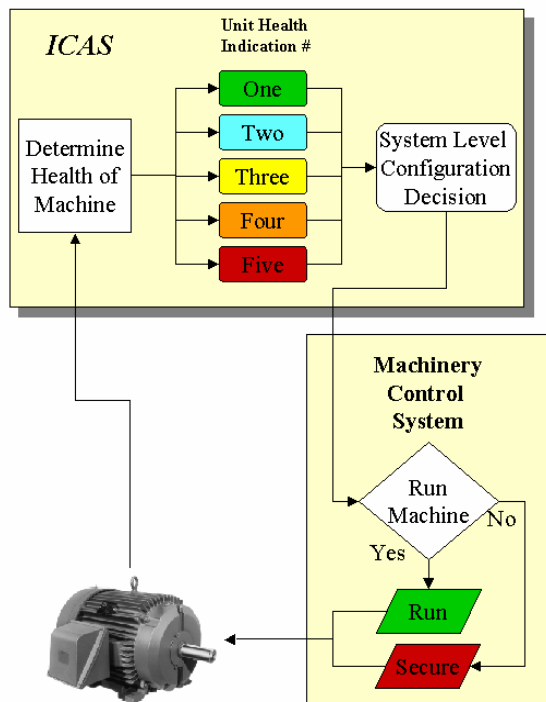 ICAS
Unit Health
Indication #
One
Two
Three
Four
Five
Determine
Health of
Machine
System Level
Configuration
Decision
Machinery
Control
System
Run
Machine
No
Yes
Run
Secure